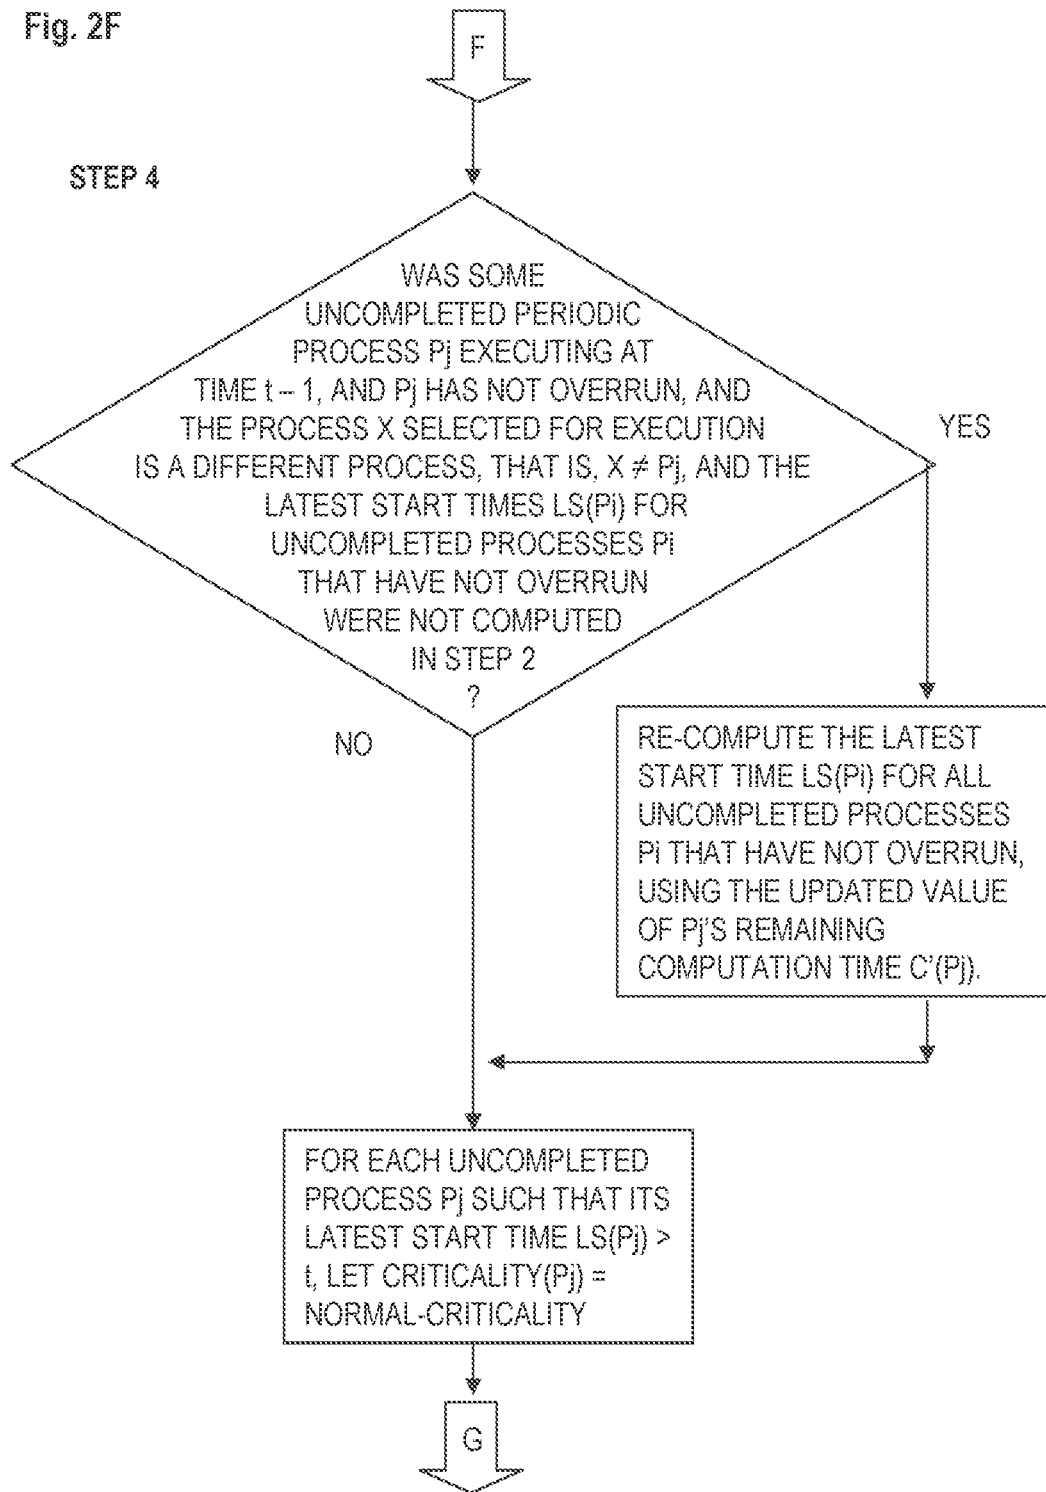 Fig. 2F
F
STEP 4
WAS SOME
UNCOMPLETED PERIODIC
PROCESS Pj EXECUTING AT
TIME t – 1, AND Pj HAS NOT OVERRUN, AND
THE PROCESS X SELECTED FOR EXECUTION
IS A DIFFERENT PROCESS, THAT IS, X ≠ Pj, AND THE
LATEST START TIMES LS(Pi) FOR
UNCOMPLETED PROCESSES Pi
THAT HAVE NOT OVERRUN
WERE NOT COMPUTED
IN STEP 2
?
YES
NO
RE-COMPUTE THE LATEST
START TIME LS(Pi) FOR ALL
UNCOMPLETED PROCESSES
Pi THAT HAVE NOT OVERRUN,
USING THE UPDATED VALUE
OF Pj'S REMAINING
COMPUTATION TIME C'(Pj).
FOR EACH UNCOMPLETED
PROCESS Pj SUCH THAT ITS
LATEST START TIME LS(Pj) >
t, LET CRITICALITY(Pj) =
NORMAL-CRITICALITY
G